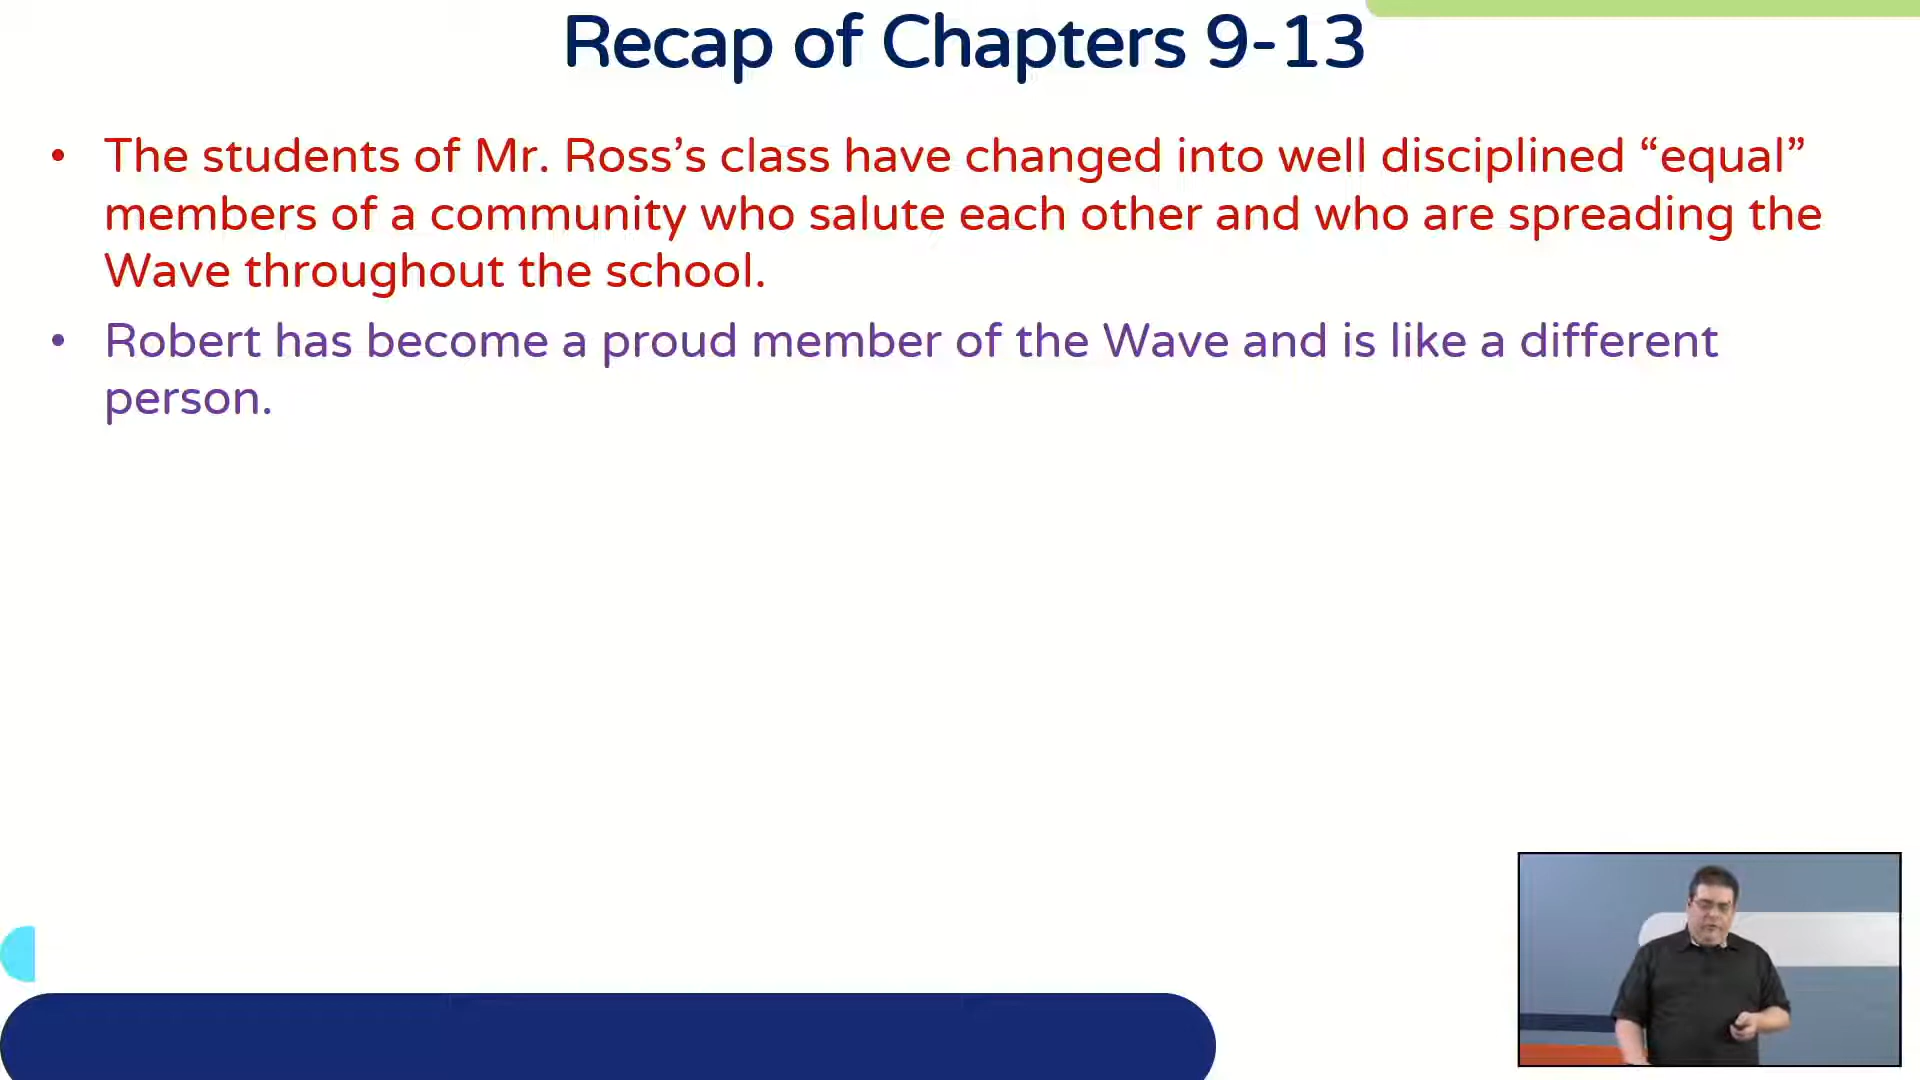 Recap of Chapters 9-13
• The students of Mr. Ross’s class have changed into well disciplined “equal”
members of a community who salute each other and who are spreading the
Wave throughout the school.
• Robert has become a proud member of the Wave and is like a different
person.